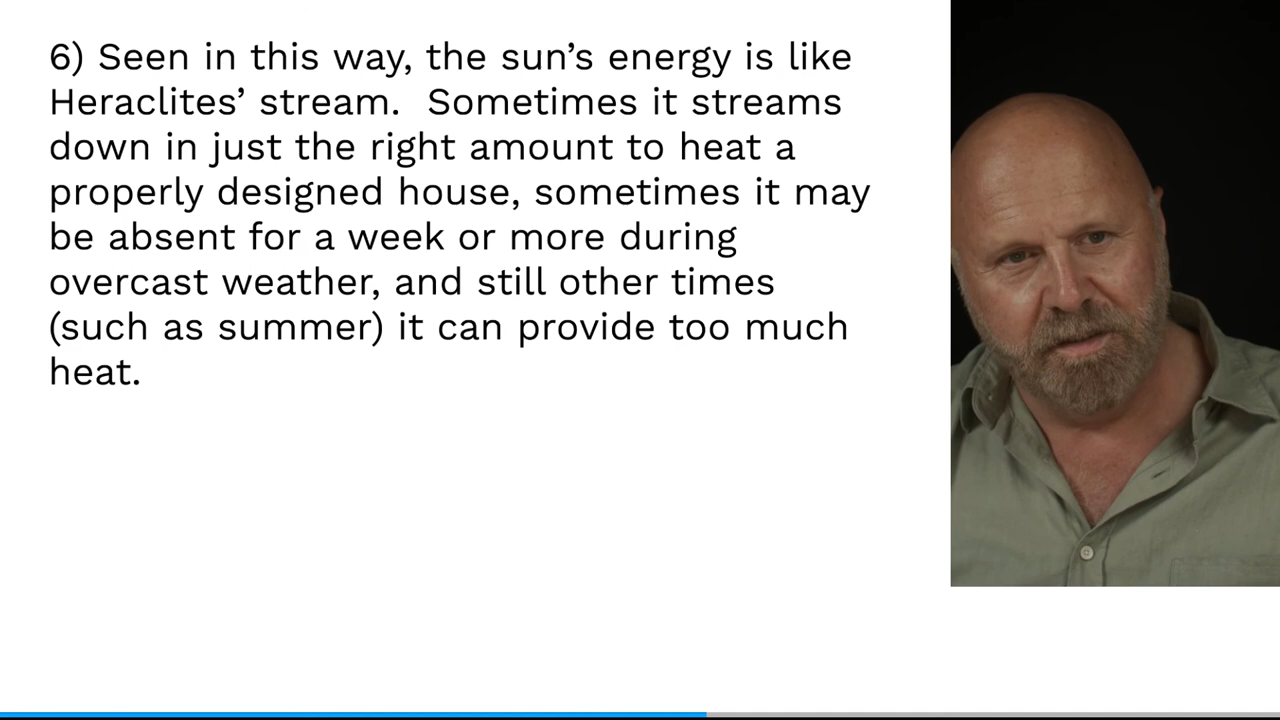 6) Seen in this way, the sun’s energy is like
Heraclites’ stream.  Sometimes it streams
down in just the right amount to heat a
properly designed house, sometimes it may
be absent for a week or more during
overcast weather, and still other times
(such as summer) it can provide too much
heat.